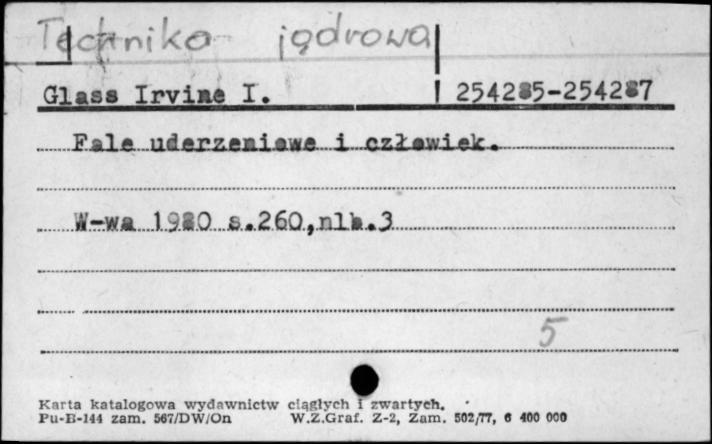 Technika jądrowa
Glass Irvine I. 254285-254287
Fale uderzeniowe i człowiek.
W-wa 1980 s.260,nlb.3
5
Karta katalogowa wydawnictw ciągłych i zwartych.
Pu-B-144 zam. 567/DW/On W.Z.Graf. Z-2, Zam. 502/77, 6 400 000